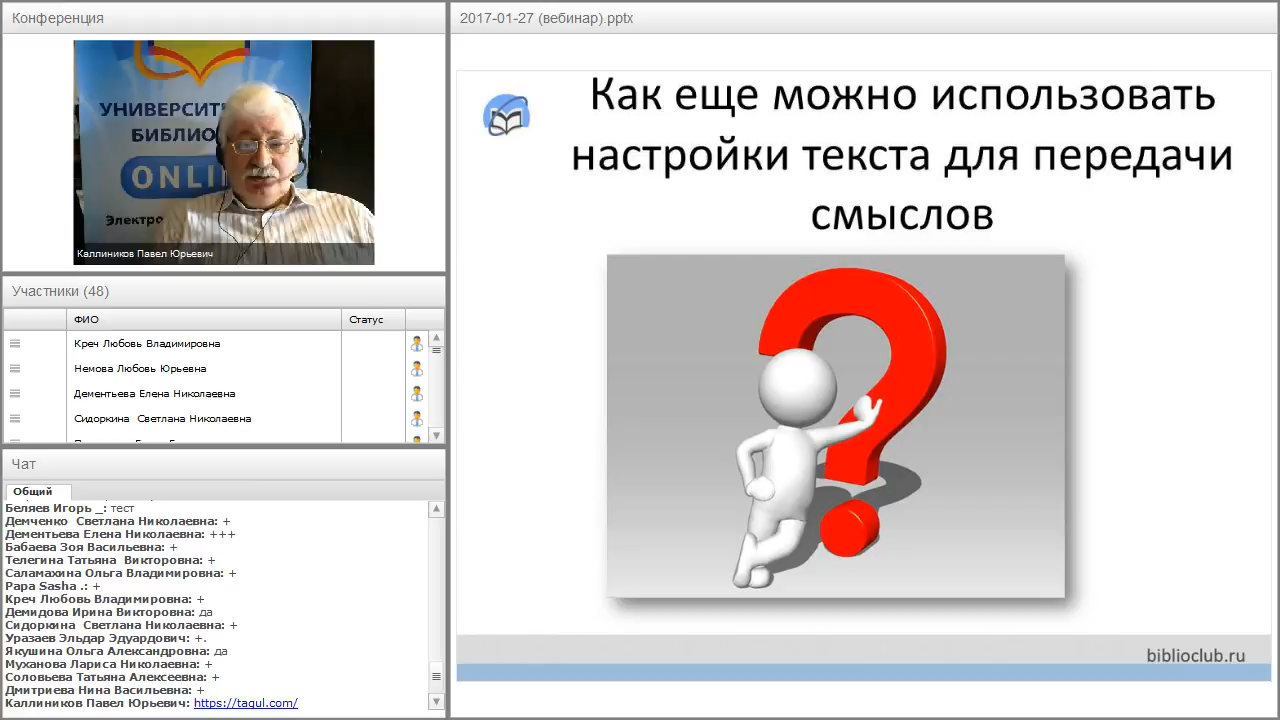 Конференция
УНИВЕРСИТЕ
БИБЛИО
ONLI
Электро
Каллиников Павел Юрьевич
Участники (48)
ФИО
Статус
Креч Любовь Владимировна
Немова Любовь Юрьевна
Дементьева Елена Николаевна
Сидоркина Светлана Николаевна
Чат
Общий
Беляев Игорь _: тест
Демченко Светлана Николаевна: +
Дементьева Елена Николаевна: +++
Бабаева Зоя Васильевна: +
Телегина Татьяна Викторовна: +
Саламахина Ольга Владимировна: +
Papa Sasha .: +
Креч Любовь Владимировна: +
Демидова Ирина Викторовна: да
Сидоркина Светлана Николаевна: +
Уразаев Эльдар Эдуардович: +.
Якушина Ольга Александровна: да
Муханова Лариса Николаевна: +
Соловьева Татьяна Алексеевна: +
Дмитриева Нина Васильевна: +
Каллиников Павел Юрьевич: https://tagul.com/
2017-01-27 (вебинар).pptx
Как еще можно использовать
настройки текста для передачи
смыслов
biblioclub.ru